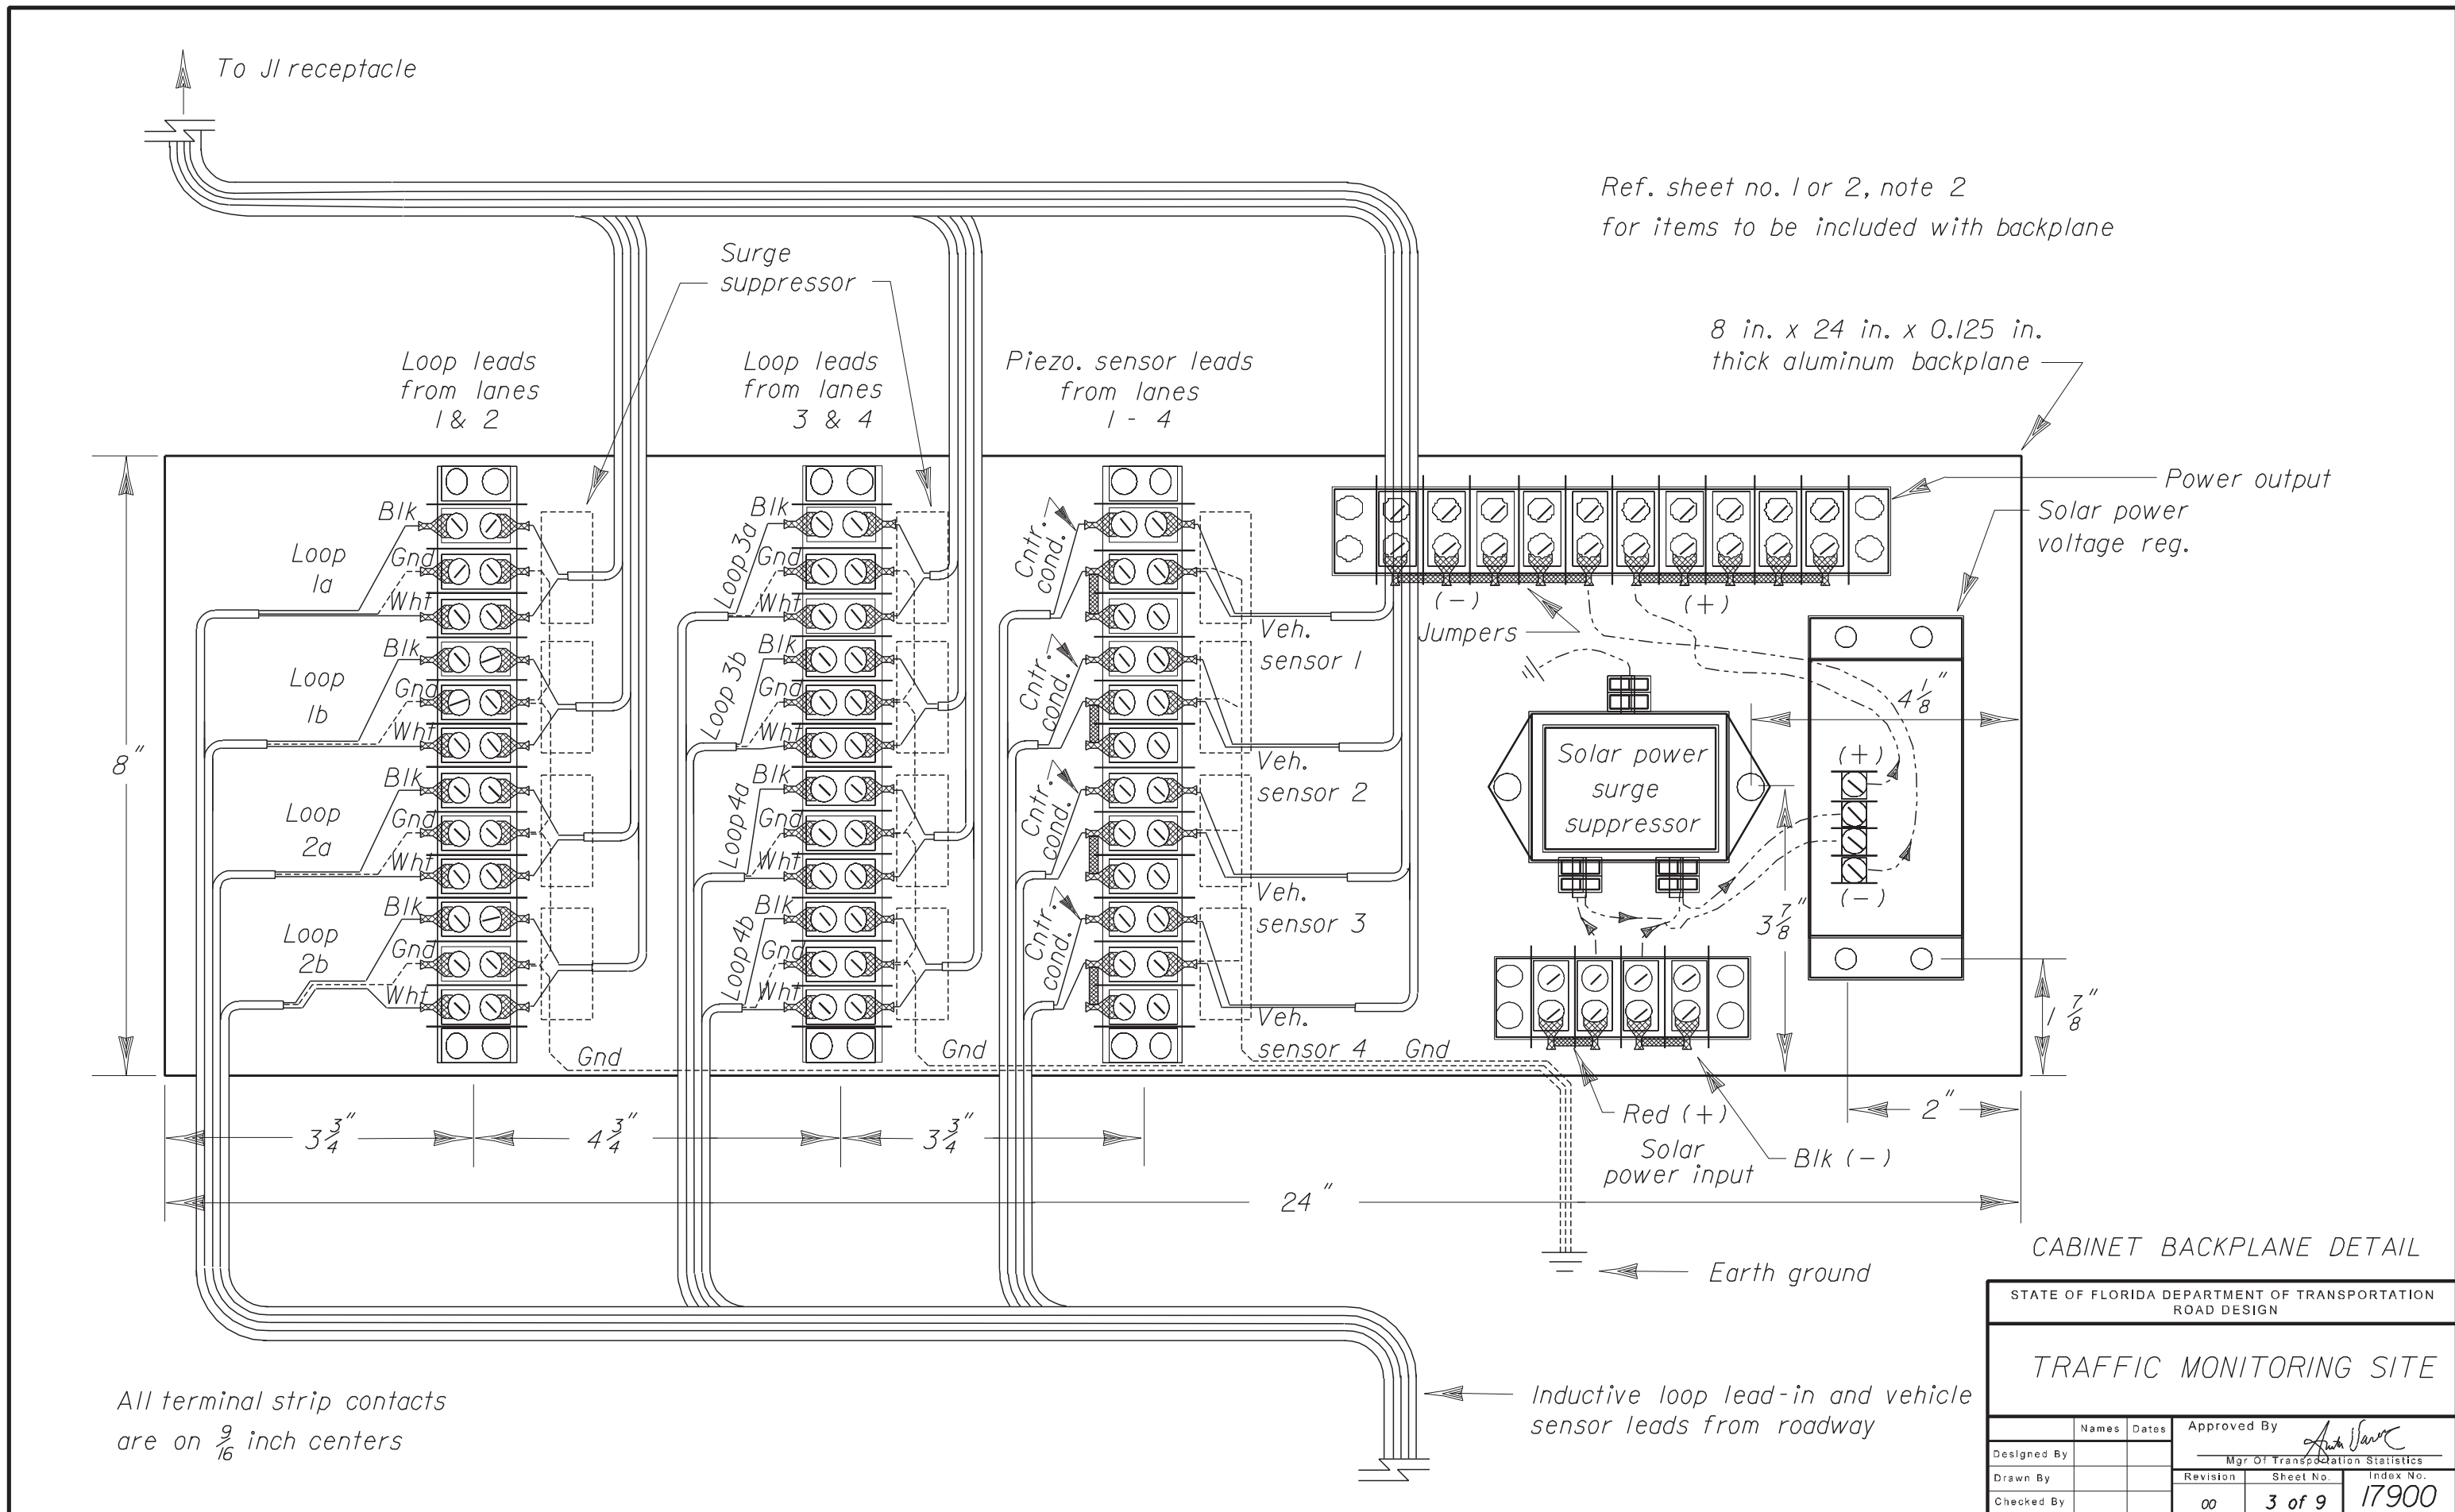 To J1 receptacle
Ref. sheet no. 1 or 2, note 2
for items to be included with backplane
Surge
suppressor
8 in. x 24 in. x 0.125 in.
thick aluminum backplane
Loop leads
from lanes
1 & 2
Loop leads
from lanes
3 & 4
Piezo. sensor leads
from lanes
1 - 4
Power output
Solar power
voltage reg.
8"
Loop
1a
Blk
Gnd
Wht
Loop
1b
Blk
Gnd
Wht
Loop
2a
Blk
Gnd
Wht
Loop
2b
Blk
Gnd
Wht
Gnd
Loop 3a
Blk
Gnd
Wht
Loop 3b
Blk
Gnd
Wht
Loop 4a
Blk
Gnd
Wht
Loop 4b
Blk
Gnd
Wht
Gnd
Cntr.
cond.
Cntr.
cond.
Cntr.
cond.
Cntr.
cond.
Veh.
sensor 1
Veh.
sensor 2
Veh.
sensor 3
Veh.
sensor 4
Gnd
(-)
(+)
Jumpers
Solar power
surge
suppressor
4 1/8"
(+)
(-)
3 7/8"
1 7/8"
2"
Red (+)
Solar
power input
Blk (-)
3 3/4"
4 3/4"
3 3/4"
24"
Earth ground
All terminal strip contacts
are on 9/16 inch centers
Inductive loop lead-in and vehicle
sensor leads from roadway
CABINET BACKPLANE DETAIL
STATE OF FLORIDA DEPARTMENT OF TRANSPORTATION
ROAD DESIGN
TRAFFIC MONITORING SITE
Names Dates
Approved By
Designed By
Mgr Of Transportation Statistics
Drawn By
Revision Sheet No. Index No.
Checked By
00 3 of 9 17900